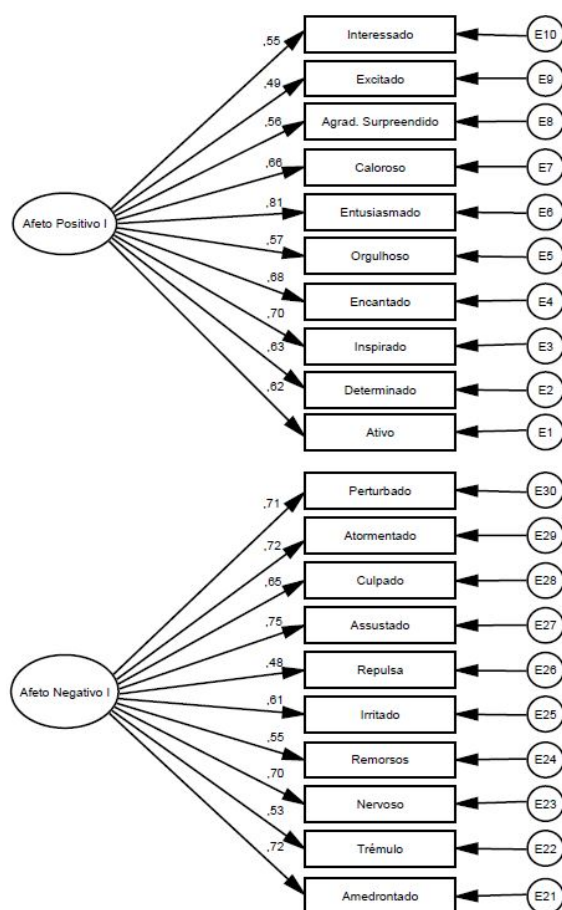 ,55
Interessado
E10
,49
Excitado
E9
,56
Agrad. Surpreendido
E8
,66
Caloroso
E7
,81
Entusiasmado
E6
Afeto Positivo I
,57
Orgulhoso
E5
,68
Encantado
E4
,70
Inspirado
E3
,63
Determinado
E2
,62
Ativo
E1
,71
Perturbado
E30
,72
Atormentado
E29
,65
Culpado
E28
,75
Assustado
E27
,48
Repulsa
E26
Afeto Negativo I
,61
Irritado
E25
,55
Remorsos
E24
,70
Nervoso
E23
,53
Trémulo
E22
,72
Amedrontado
E21